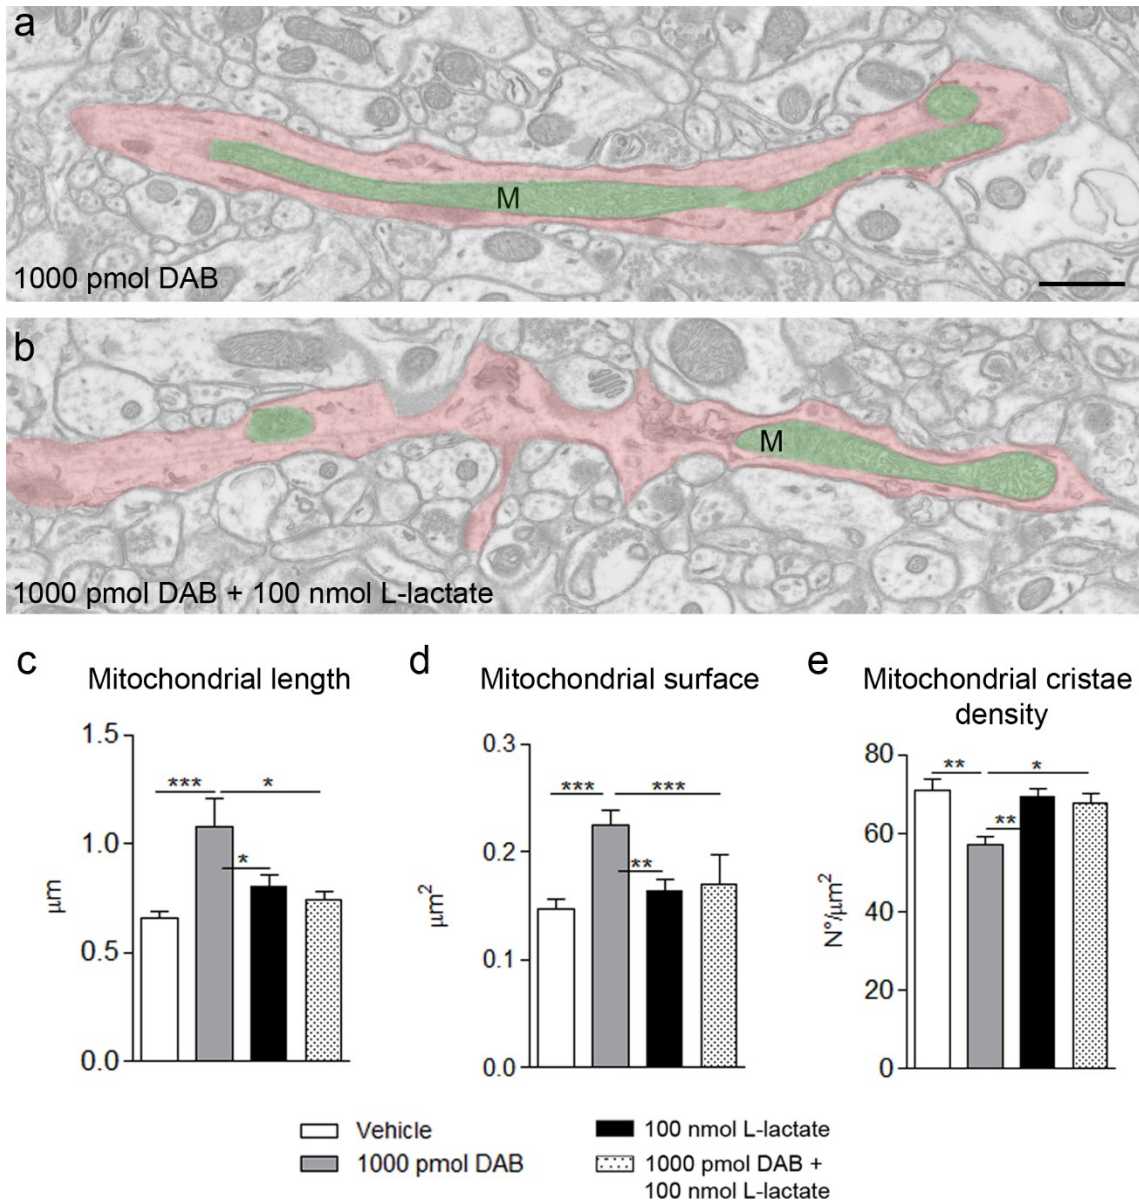 a
M
1000 pmol DAB
b
M
1000 pmol DAB + 100 nmol L-lactate
c
Mitochondrial length
1.5
1.0
0.5
0.0
µm
***
*
*
d
Mitochondrial surface
0.3
0.2
0.1
0.0
µm²
***
***
**
e
Mitochondrial cristae
density
80
60
40
20
0
N°/µm²
**
*
**
Vehicle
1000 pmol DAB
100 nmol L-lactate
1000 pmol DAB +
100 nmol L-lactate